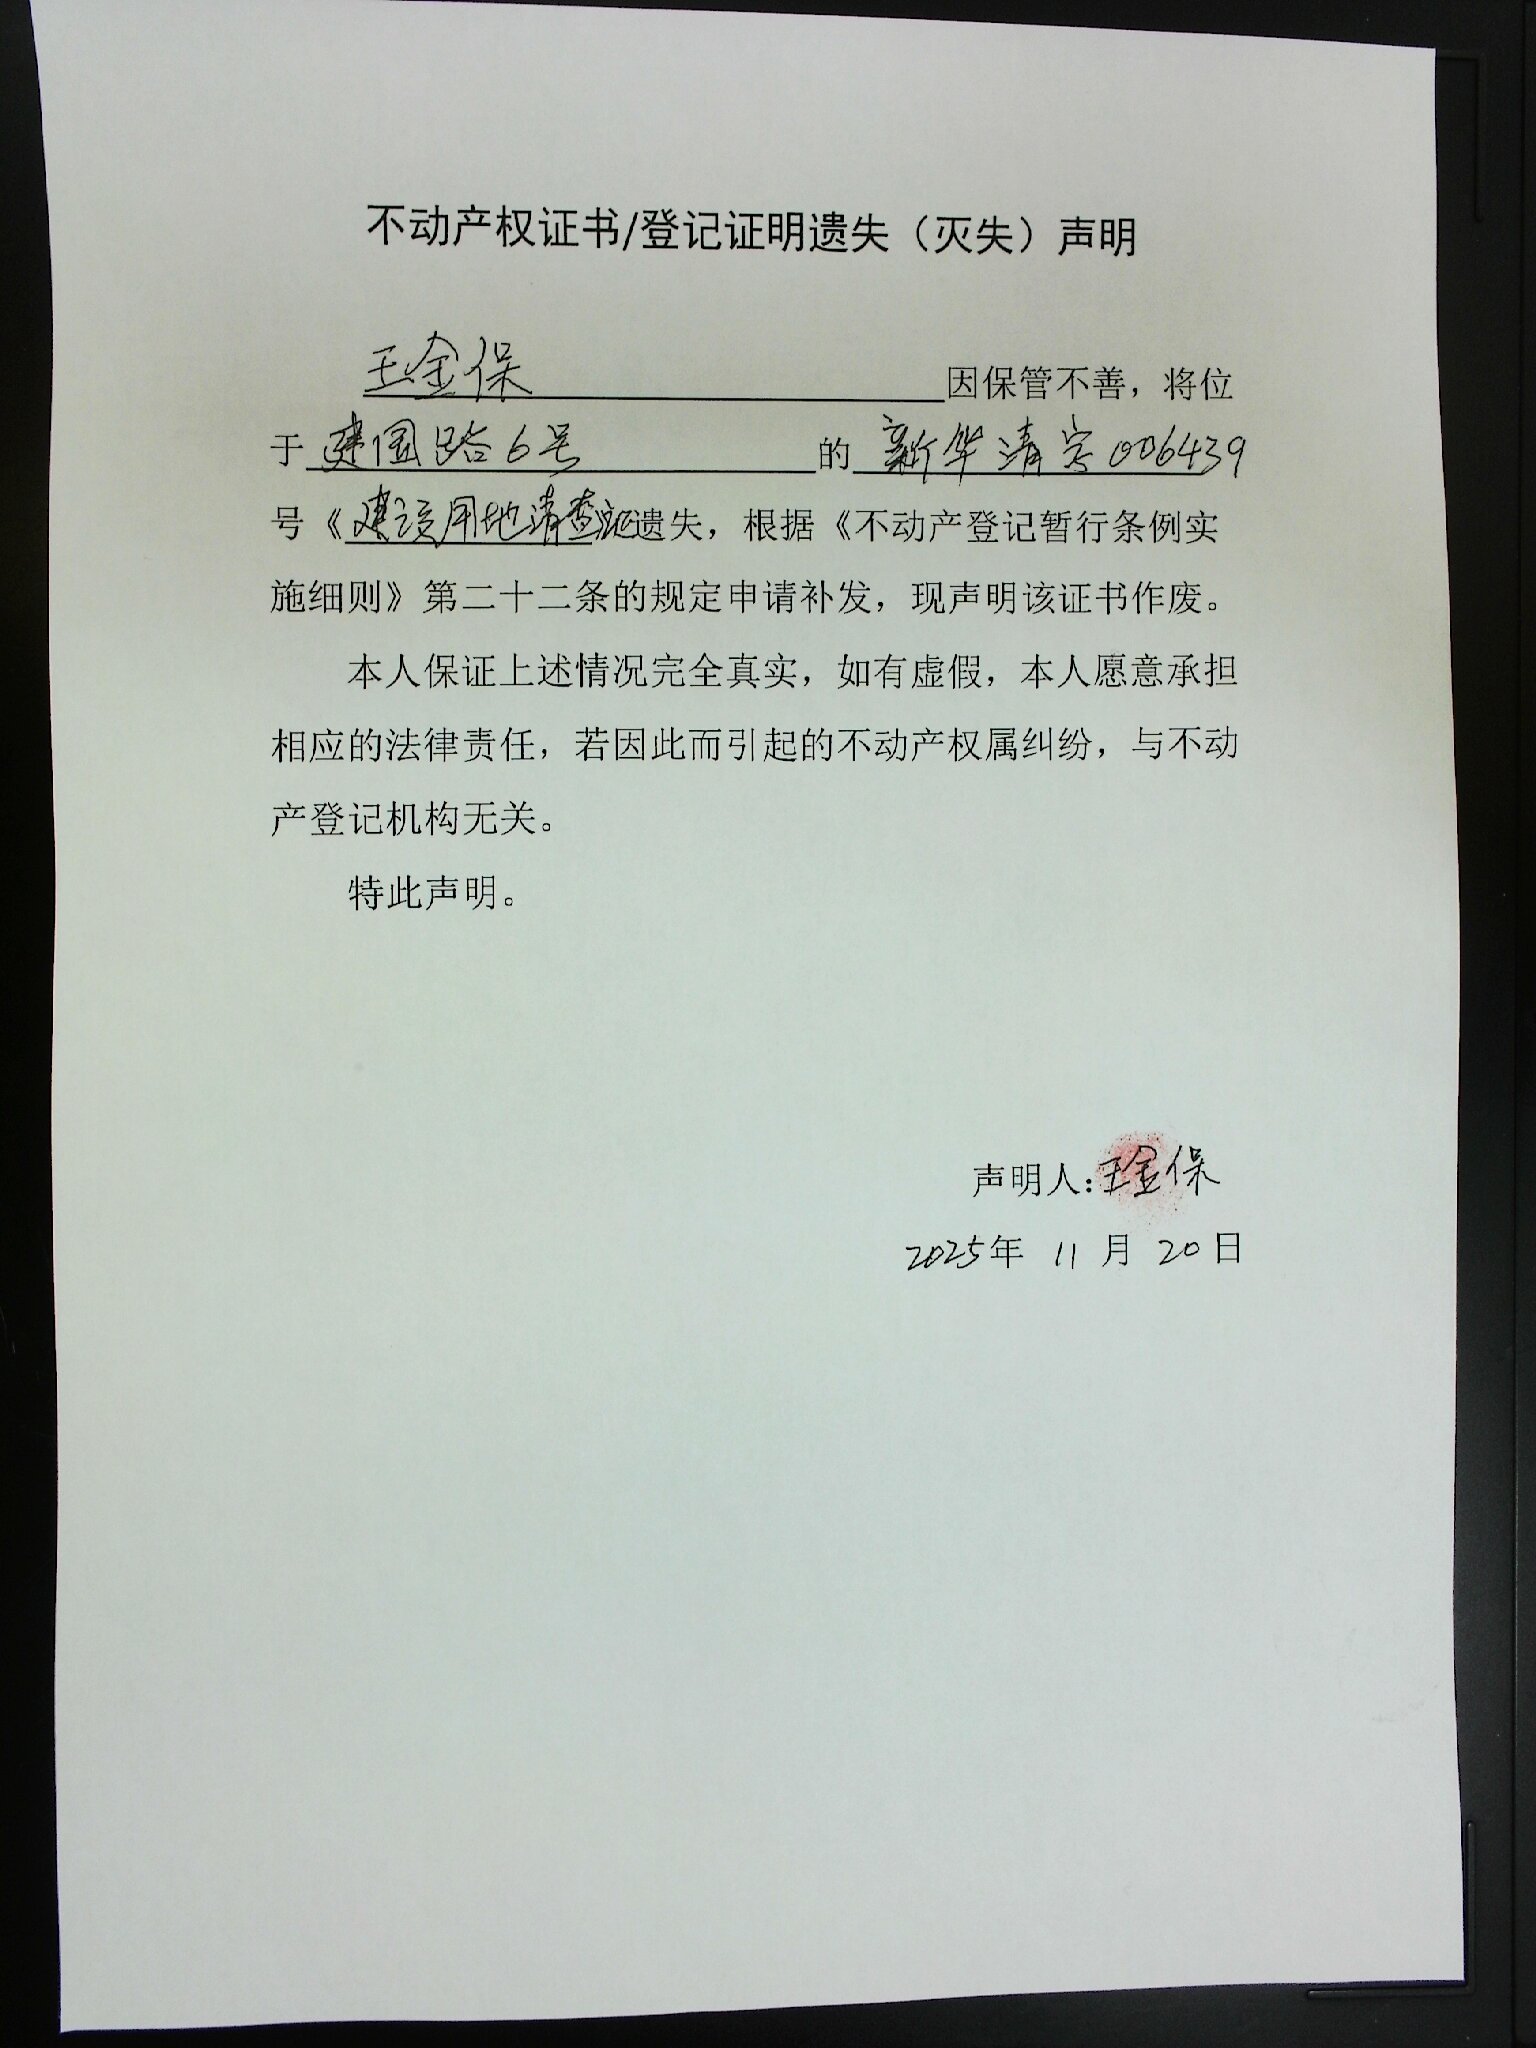 不动产权证书/登记证明遗失（灭失）声明
王金保因保管不善，将位
于建国路6号的新华清字006439
号《建设用地清查证》遗失，根据《不动产登记暂行条例实
施细则》第二十二条的规定申请补发，现声明该证书作废。
本人保证上述情况完全真实，如有虚假，本人愿意承担
相应的法律责任，若因此而引起的不动产权属纠纷，与不动
产登记机构无关。
特此声明。
声明人：王金保
2025年 11 月 20日